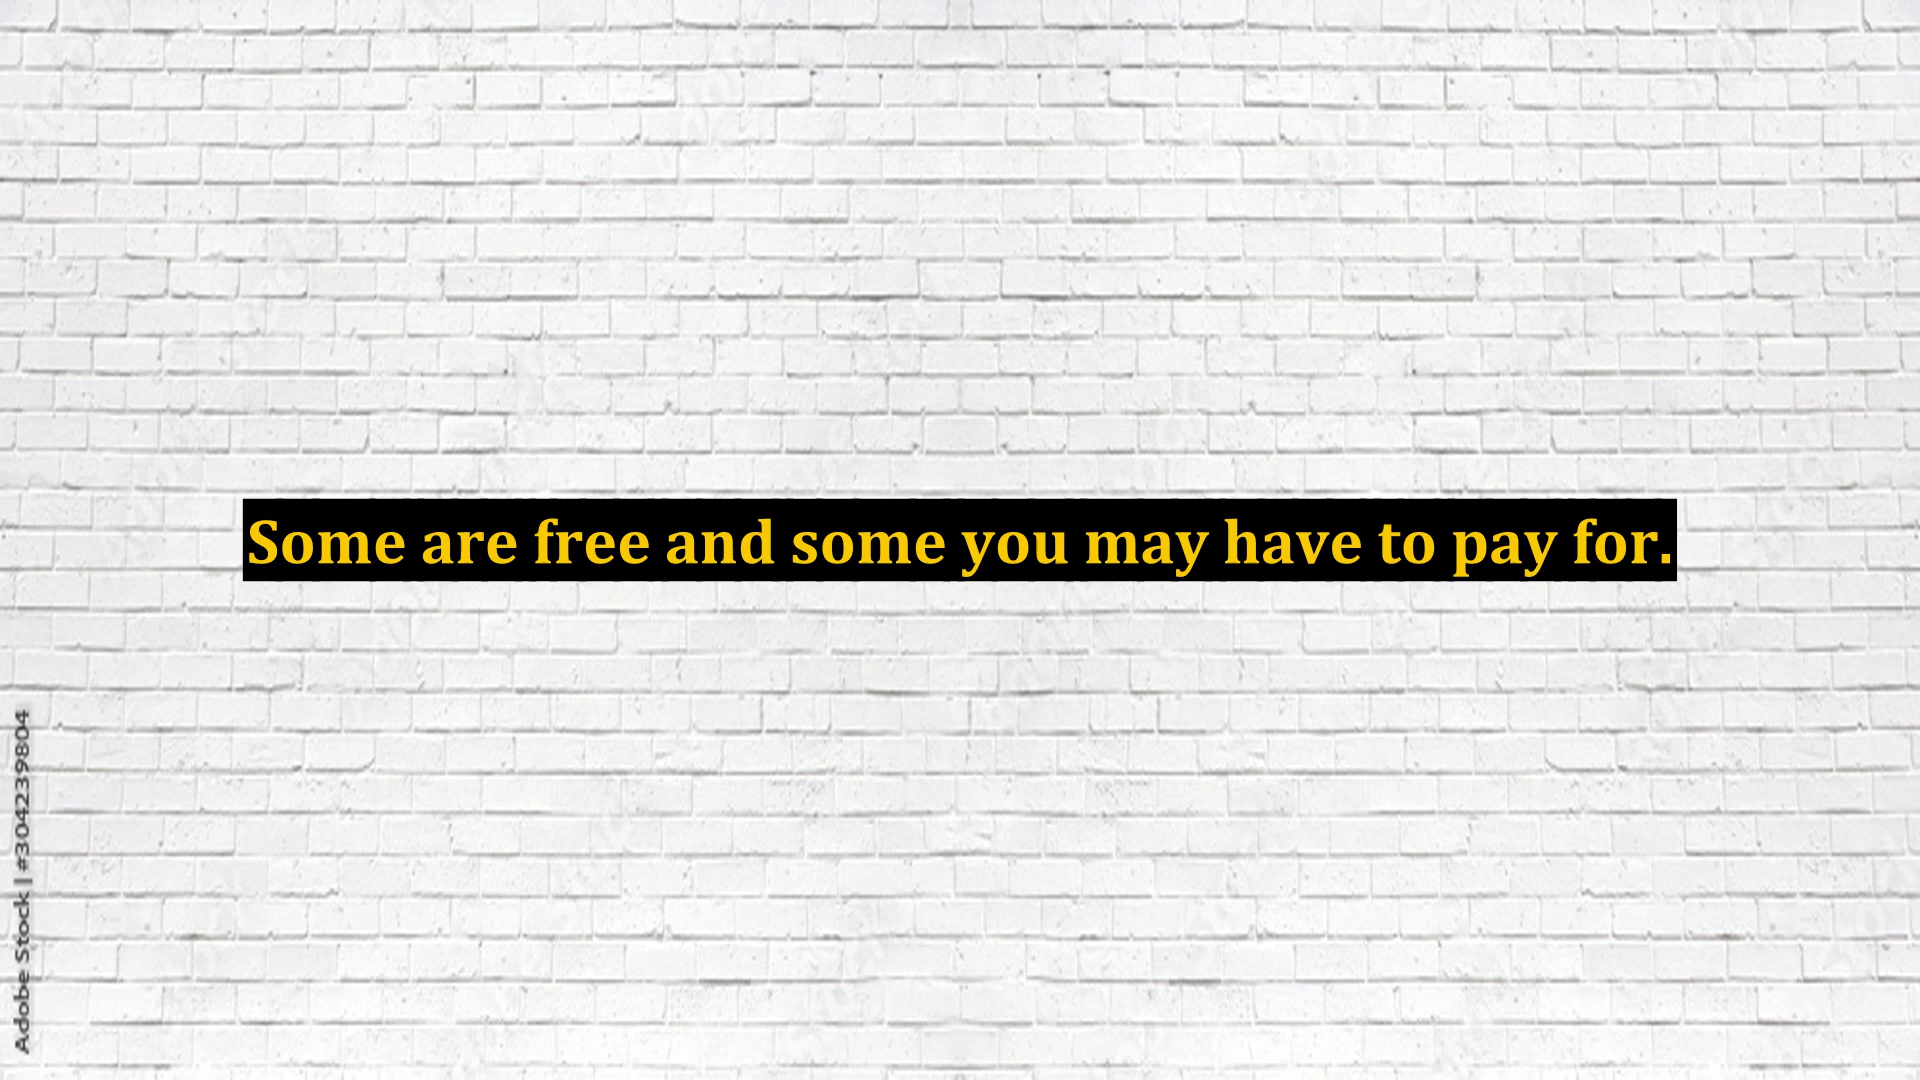 Some are free and some you may have to pay for.
Adobe Stock | #304239804